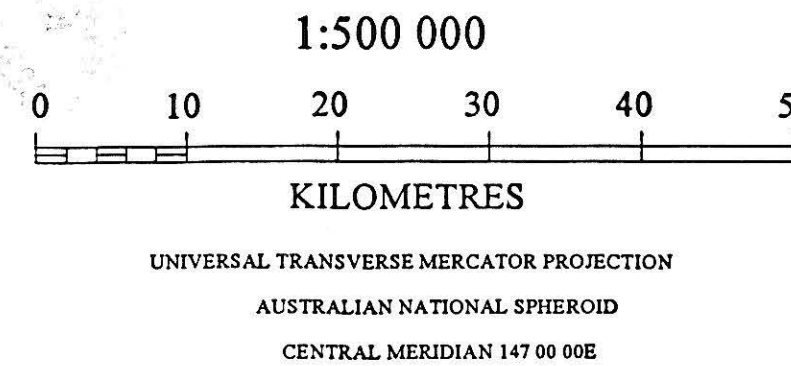 1:500 000
0 10 20 30 40 5
KILOMETRES
UNIVERSAL TRANSVERSE MERCATOR PROJECTION
AUSTRALIAN NATIONAL SPHEROID
CENTRAL MERIDIAN 147 00 00E